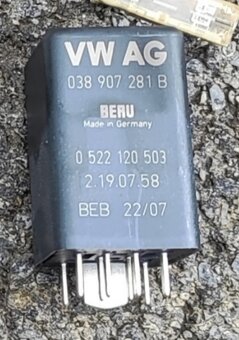 VW AG
038 907 281 B
BERU
Made in Germany
0 522 120 503
2.19.07.58
BEB 22/07